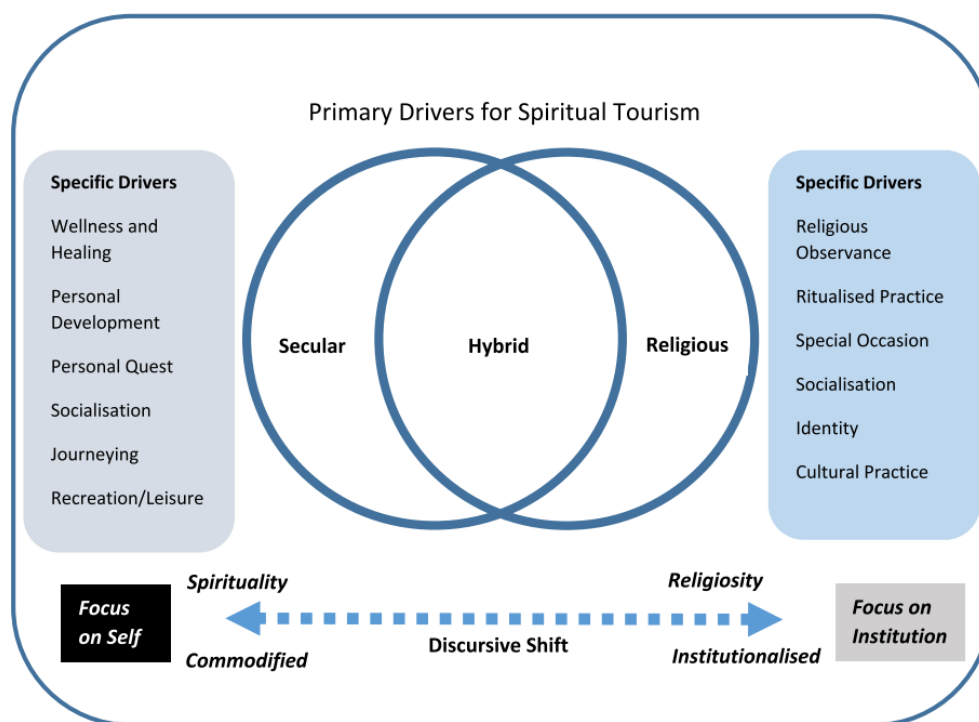 Primary Drivers for Spiritual Tourism
Specific Drivers
Wellness and
Healing
Personal
Development
Personal Quest
Socialisation
Journeying
Recreation/Leisure
Secular
Hybrid
Religious
Specific Drivers
Religious
Observance
Ritualised Practice
Special Occasion
Socialisation
Identity
Cultural Practice
Focus
on Self
Spirituality
Commodified
Discursive Shift
Religiosity
Institutionalised
Focus on
Institution